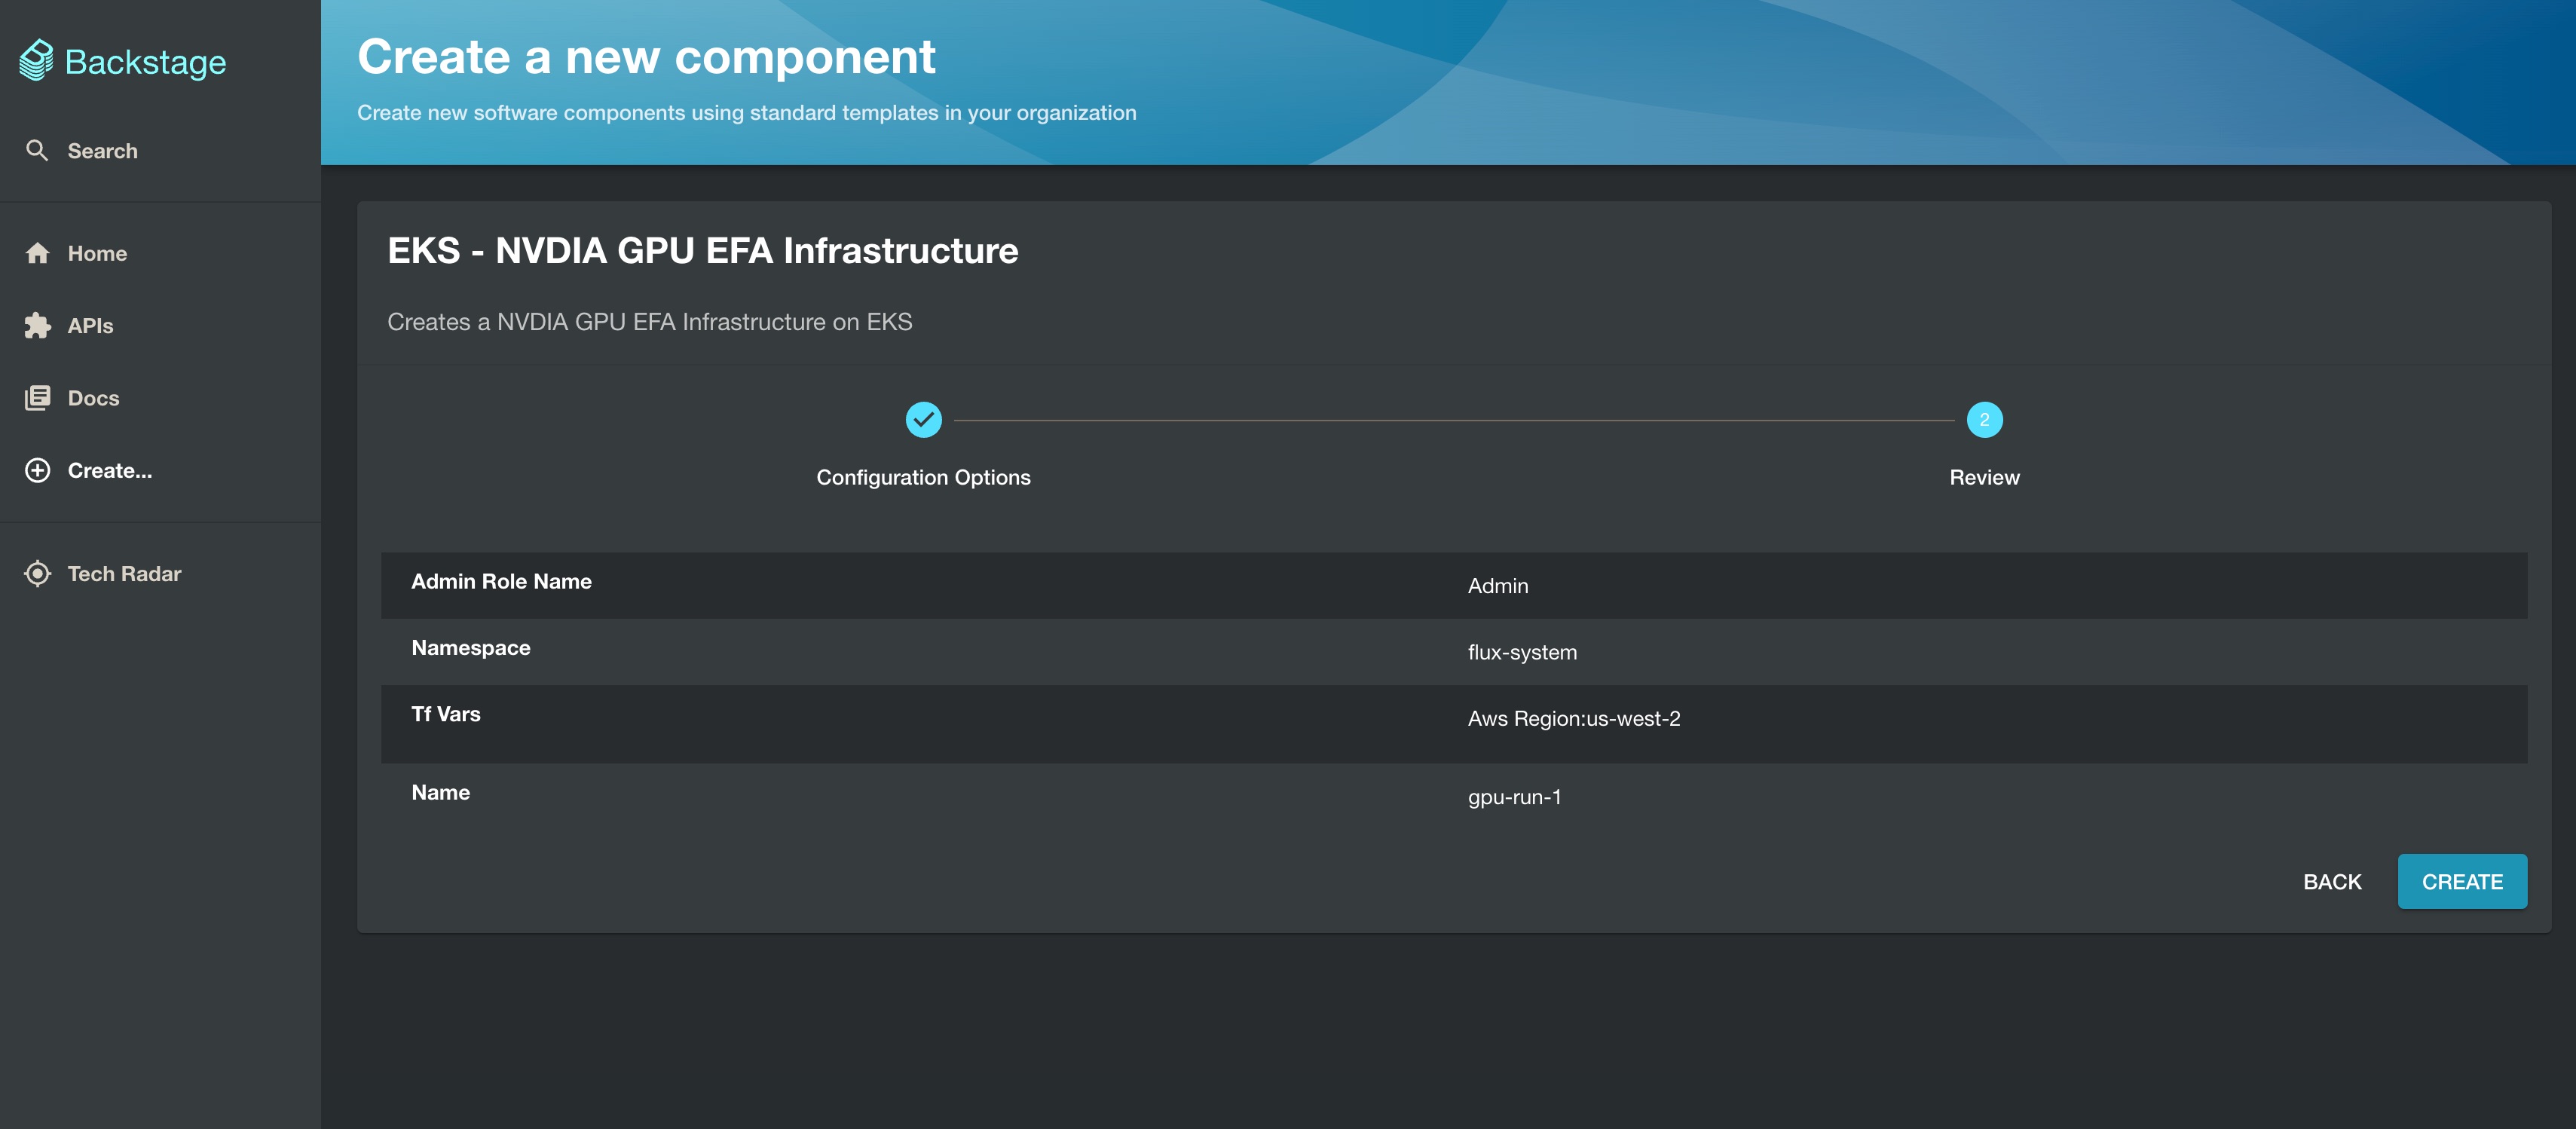 Backstage
Search
Home
APIs
Docs
Create...
Tech Radar
Create a new component
Create new software components using standard templates in your organization
EKS - NVDIA GPU EFA Infrastructure
Creates a NVDIA GPU EFA Infrastructure on EKS
2
Configuration Options
Review
Admin Role Name
Admin
Namespace
flux-system
Tf Vars
Aws Region:us-west-2
Name
gpu-run-1
BACK
CREATE